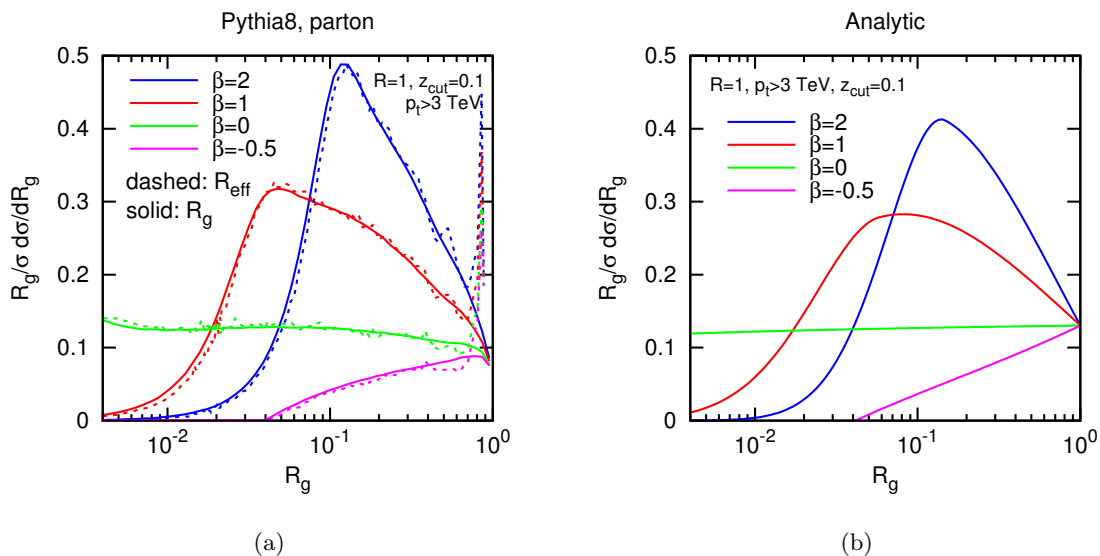 Pythia8, parton
R_g/σ dσ/dR_g
0.5
0.4
0.3
0.2
0.1
0
β=2
β=1
β=0
β=-0.5
dashed: R_eff
solid: R_g
R=1, z_cut=0.1
p_t>3 TeV
10^-2
10^-1
10^0
R_g
(a)
Analytic
R_g/σ dσ/dR_g
0.5
0.4
0.3
0.2
0.1
0
R=1, p_t>3 TeV, z_cut=0.1
β=2
β=1
β=0
β=-0.5
10^-2
10^-1
10^0
R_g
(b)